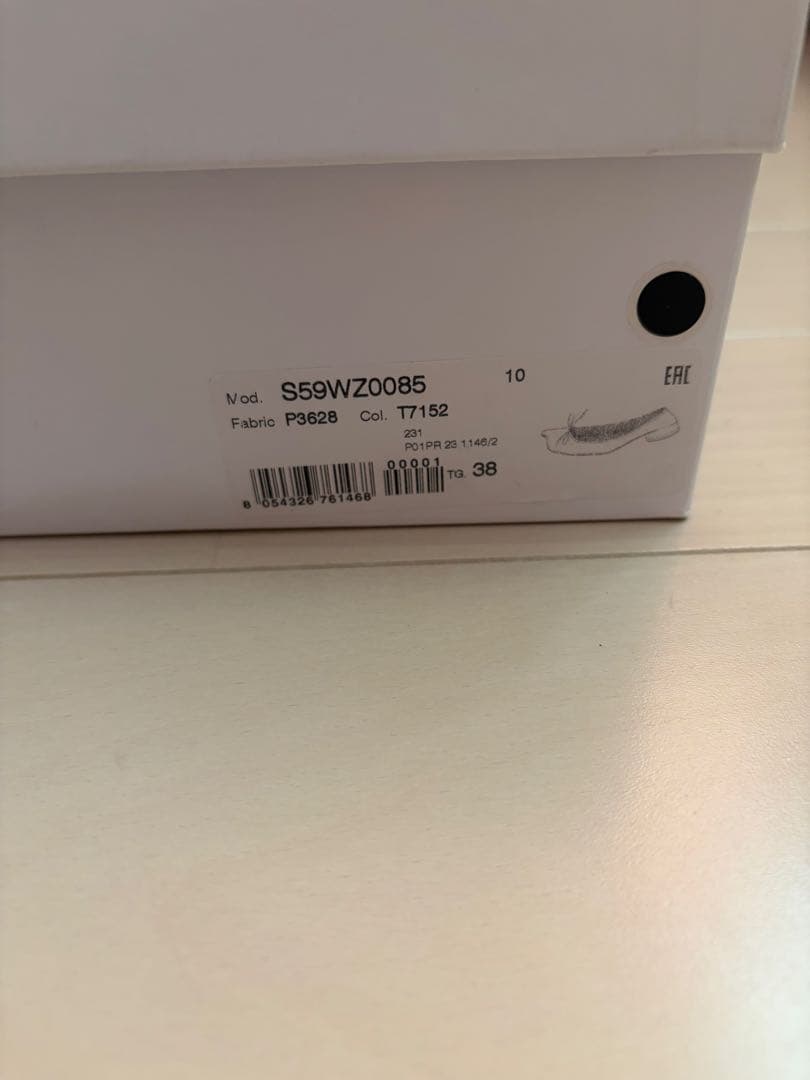 Mod. S59WZ0085 10 EAC
Fabric P3628 Col. T7152
231
P01PR 23 1146/2
00001
8 054326 761468 TG. 38